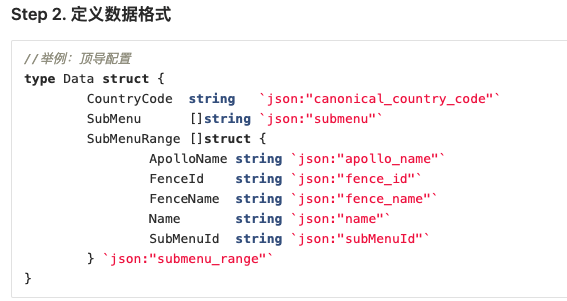 Step 2. 定义数据格式
//举例：顶导配置
type Data struct {
        CountryCode  string   `json:"canonical_country_code"`
        SubMenu      []string `json:"submenu"`
        SubMenuRange []struct {
                ApolloName string `json:"apollo_name"`
                FenceId    string `json:"fence_id"`
                FenceName  string `json:"fence_name"`
                Name       string `json:"name"`
                SubMenuId  string `json:"subMenuId"`
        } `json:"submenu_range"`
}